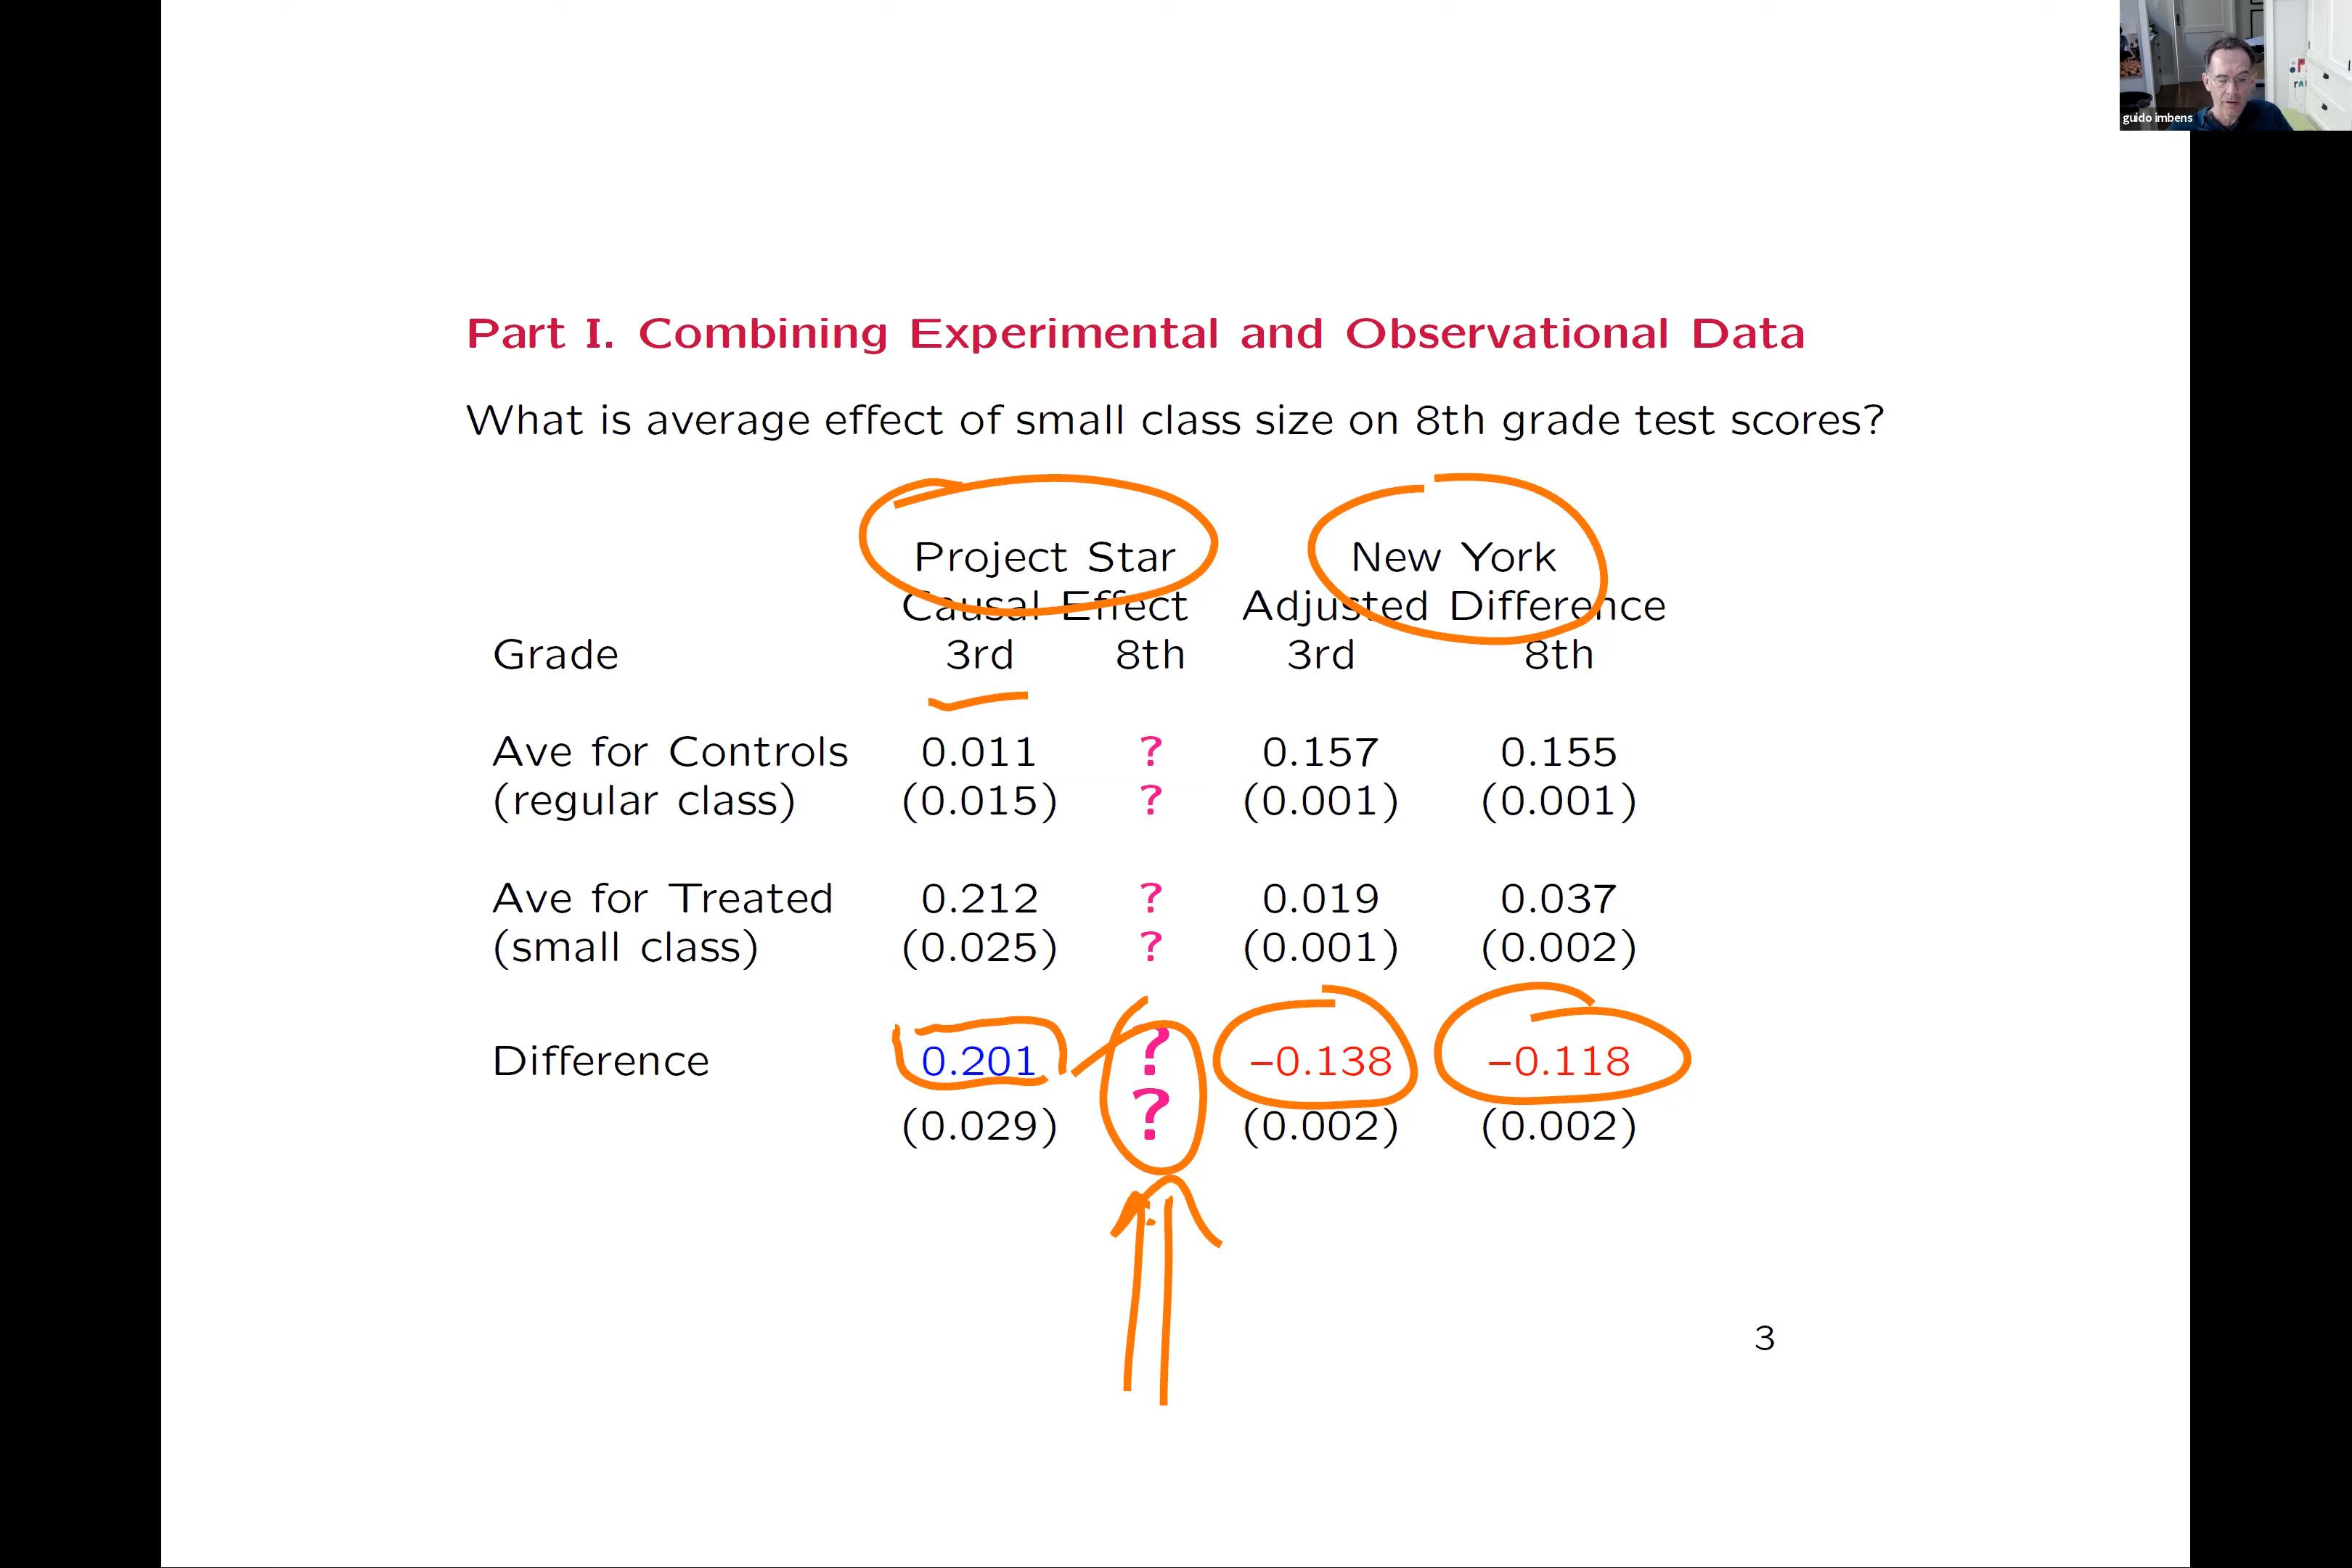 guido imbens
Part I. Combining Experimental and Observational Data
What is average effect of small class size on 8th grade test scores?
Project Star New York
Causal Effect Adjusted Difference
Grade 3rd 8th 3rd 8th
Ave for Controls 0.011 ? 0.157 0.155
(regular class) (0.015) ? (0.001) (0.001)
Ave for Treated 0.212 ? 0.019 0.037
(small class) (0.025) ? (0.001) (0.002)
Difference 0.201 ? −0.138 −0.118
(0.029) ? (0.002) (0.002)
3